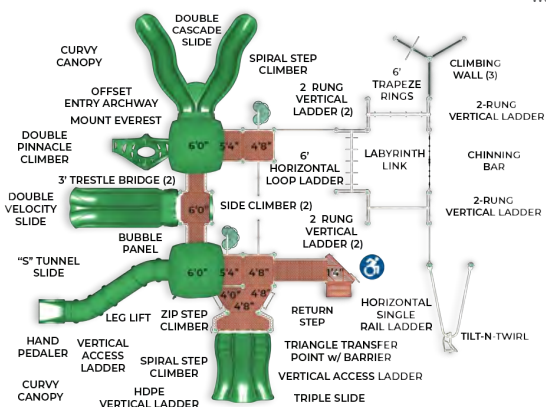 DOUBLE
CASCADE
SLIDE
CURVY
CANOPY
SPIRAL STEP
CLIMBER
6'
TRAPEZE
RINGS
CLIMBING
WALL (3)
OFFSET
ENTRY ARCHWAY
2 RUNG
VERTICAL
LADDER (2)
2-RUNG
VERTICAL LADDER
MOUNT EVEREST
DOUBLE
PINNACLE
CLIMBER
6'0"
5'4"
4'8"
6'
HORIZONTAL
LOOP LADDER
LABYRINTH
LINK
CHINNING
BAR
3' TRESTLE BRIDGE (2)
DOUBLE
VELOCITY
SLIDE
6'0"
SIDE CLIMBER (2)
2-RUNG
VERTICAL LADDER
2 RUNG
VERTICAL
LADDER (2)
BUBBLE
PANEL
"S" TUNNEL
SLIDE
6'0"
5'4"
4'8"
1'4"
4'0"
4'8"
4'8"
LEG LIFT
ZIP STEP
CLIMBER
RETURN
STEP
HORIZONTAL
SINGLE
RAIL LADDER
TILT-N-TWIRL
HAND
PEDALER
VERTICAL
ACCESS
LADDER
SPIRAL STEP
CLIMBER
TRIANGLE TRANSFER
POINT w/ BARRIER
VERTICAL ACCESS LADDER
CURVY
CANOPY
HDPE
VERTICAL LADDER
TRIPLE SLIDE